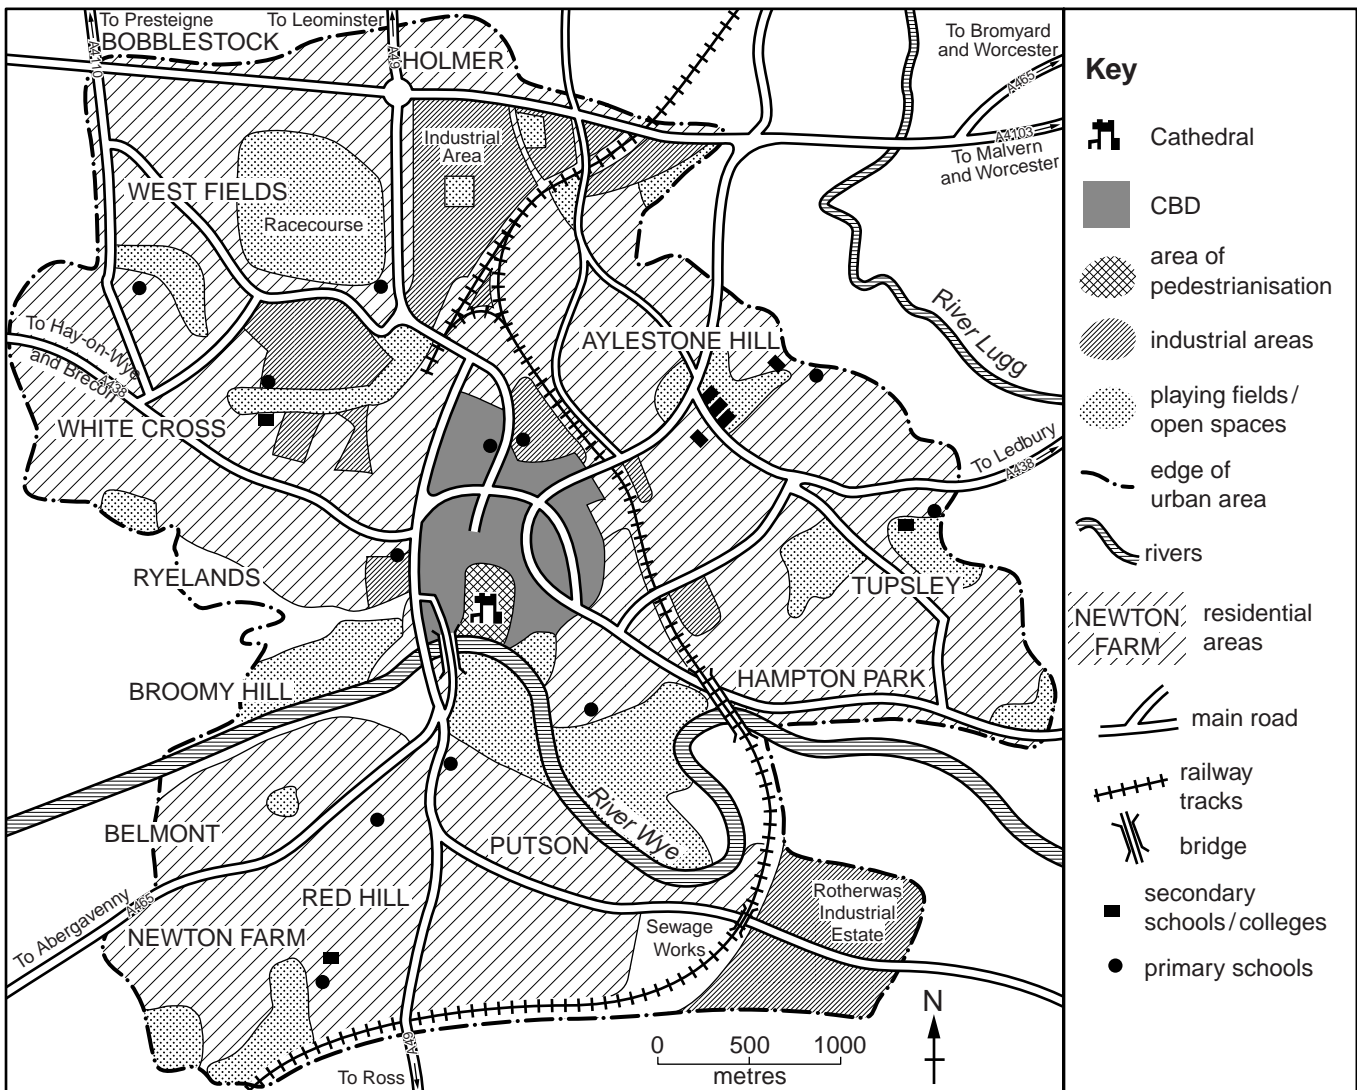 To Presteigne
To Leominster
BOBBLESTOCK
A4110
A49
HOLMER
To Bromyard
and Worcester
A465
A4103
To Malvern
and Worcester
Industrial
Area
WEST FIELDS
Racecourse
River Lugg
To Hay-on-Wye
and Brecon
A438
AYLESTONE HILL
WHITE CROSS
To Ledbury
A438
RYELANDS
TUPSLEY
BROOMY HILL
HAMPTON PARK
River Wye
BELMONT
PUTSON
RED HILL
Rotherwas
Industrial
Estate
To Abergavenny
A465
NEWTON FARM
Sewage
Works
A49
To Ross
N
0 500 1000
metres
Key
Cathedral
CBD
area of
pedestrianisation
industrial areas
playing fields/
open spaces
edge of
urban area
rivers
NEWTON
FARM
residential
areas
main road
railway
tracks
bridge
secondary
schools/colleges
primary schools